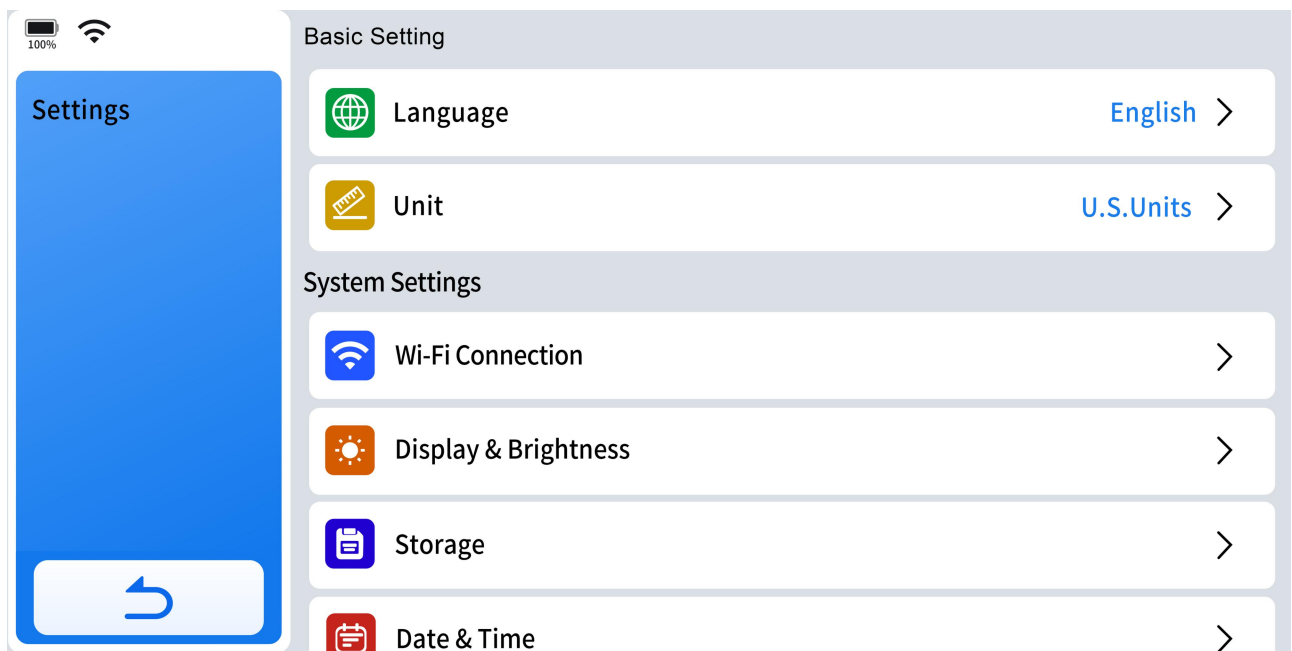 100%
Settings
Basic Setting
Language English
Unit U.S.Units
System Settings
Wi-Fi Connection
Display & Brightness
Storage
Date & Time